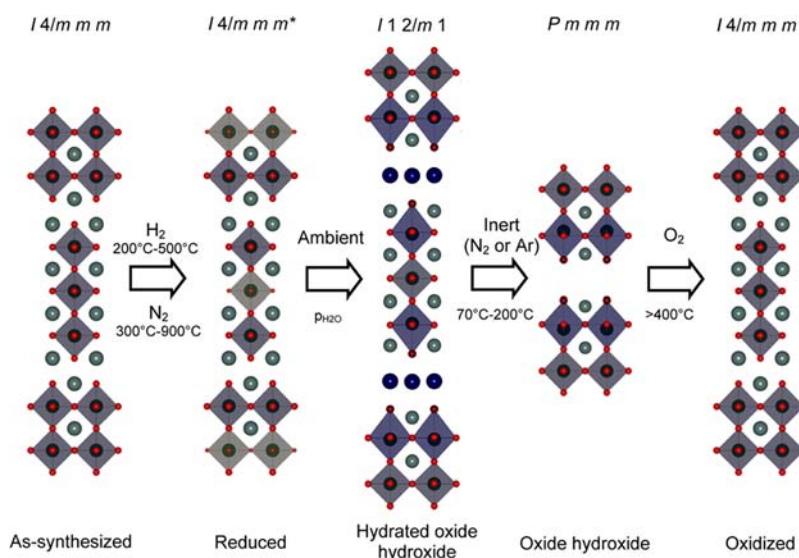 I 4/m m m
I 4/m m m*
I 1 2/m 1
P m m m
I 4/m m m
H2
200°C-500°C
N2
300°C-900°C
Ambient
pH2O
Inert
(N2 or Ar)
70°C-200°C
O2
>400°C
As-synthesized
Reduced
Hydrated oxide
hydroxide
Oxide hydroxide
Oxidized